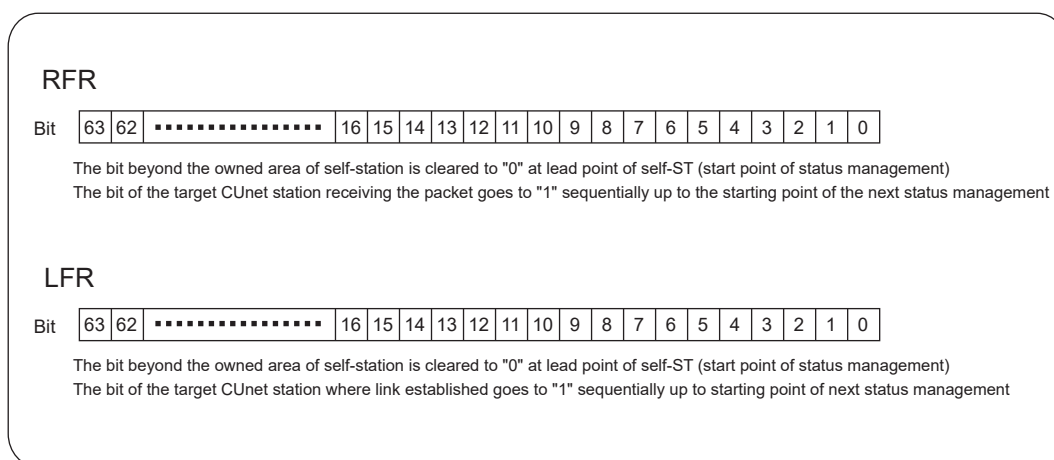 RFR
Bit 63 62 ................ 16 15 14 13 12 11 10 9 8 7 6 5 4 3 2 1 0
The bit beyond the owned area of self-station is cleared to "0" at lead point of self-ST (start point of status management)
The bit of the target CUnet station receiving the packet goes to "1" sequentially up to the starting point of the next status management
LFR
Bit 63 62 ................ 16 15 14 13 12 11 10 9 8 7 6 5 4 3 2 1 0
The bit beyond the owned area of self-station is cleared to "0" at lead point of self-ST (start point of status management)
The bit of the target CUnet station where link established goes to "1" sequentially up to starting point of next status management